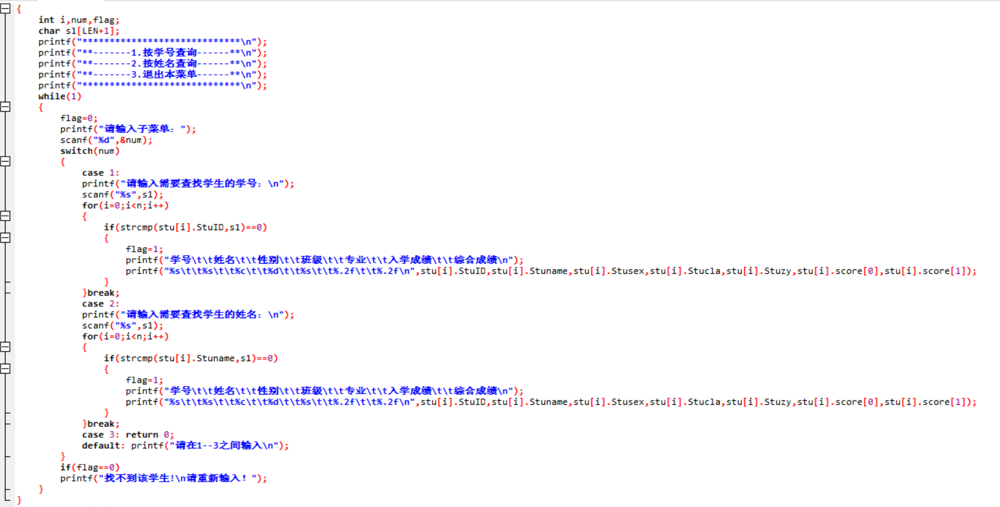 {
    int i,num,flag;
    char s1[LEN+1];
    printf("*****************************\n");
    printf("**-------1.按学号查询------**\n");
    printf("**-------2.按姓名查询------**\n");
    printf("**-------3.退出本菜单------**\n");
    printf("*****************************\n");
    while(1)
    {
        flag=0;
        printf("请输入子菜单：");
        scanf("%d",&num);
        switch(num)
        {
            case 1:
            printf("请输入需要查找学生的学号：\n");
            scanf("%s",s1);
            for(i=0;i<n;i++)
            {
                if(strcmp(stu[i].StuID,s1)==0)
                {
                    flag=1;
                    printf("学号\t\t姓名\t\t性别\t\t班级\t\t专业\t\t入学成绩\t\t综合成绩\n");
                    printf("%s\t\t%s\t\t%c\t\t%d\t\t%s\t\t%.2f\t\t%.2f\n",stu[i].StuID,stu[i].Stuname,stu[i].Stusex,stu[i].Stucla,stu[i].Stuzy,stu[i].score[0],stu[i].score[1]);
                }
            }break;
            case 2:
            printf("请输入需要查找学生的姓名：\n");
            scanf("%s",s1);
            for(i=0;i<n;i++)
            {
                if(strcmp(stu[i].Stuname,s1)==0)
                {
                    flag=1;
                    printf("学号\t\t姓名\t\t性别\t\t班级\t\t专业\t\t入学成绩\t\t综合成绩\n");
                    printf("%s\t\t%s\t\t%c\t\t%d\t\t%s\t\t%.2f\t\t%.2f\n",stu[i].StuID,stu[i].Stuname,stu[i].Stusex,stu[i].Stucla,stu[i].Stuzy,stu[i].score[0],stu[i].score[1]);
                }
            }break;
            case 3: return 0;
            default: printf("请在1--3之间输入\n");
        }
        if(flag==0)
        printf("找不到该学生!\n请重新输入！");
    }
}